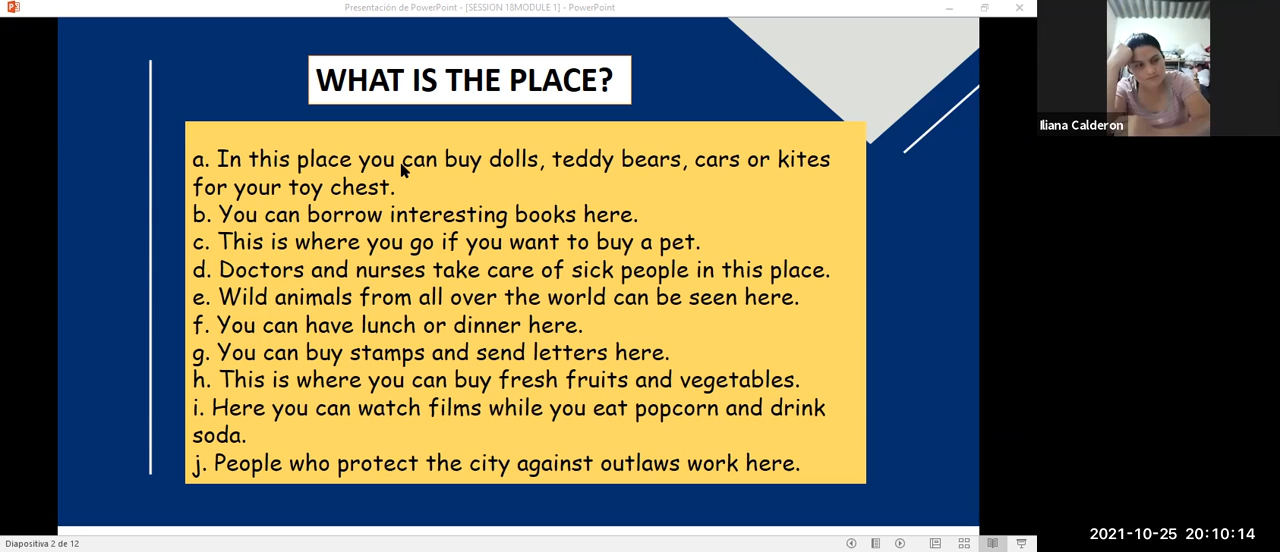 Presentación de PowerPoint - [SESSION 18MODULE 1] - PowerPoint
WHAT IS THE PLACE?
a. In this place you can buy dolls, teddy bears, cars or kites
for your toy chest.
b. You can borrow interesting books here.
c. This is where you go if you want to buy a pet.
d. Doctors and nurses take care of sick people in this place.
e. Wild animals from all over the world can be seen here.
f. You can have lunch or dinner here.
g. You can buy stamps and send letters here.
h. This is where you can buy fresh fruits and vegetables.
i. Here you can watch films while you eat popcorn and drink
soda.
j. People who protect the city against outlaws work here.
Iliana Calderon
Diapositiva 2 de 12
2021-10-25 20:10:14